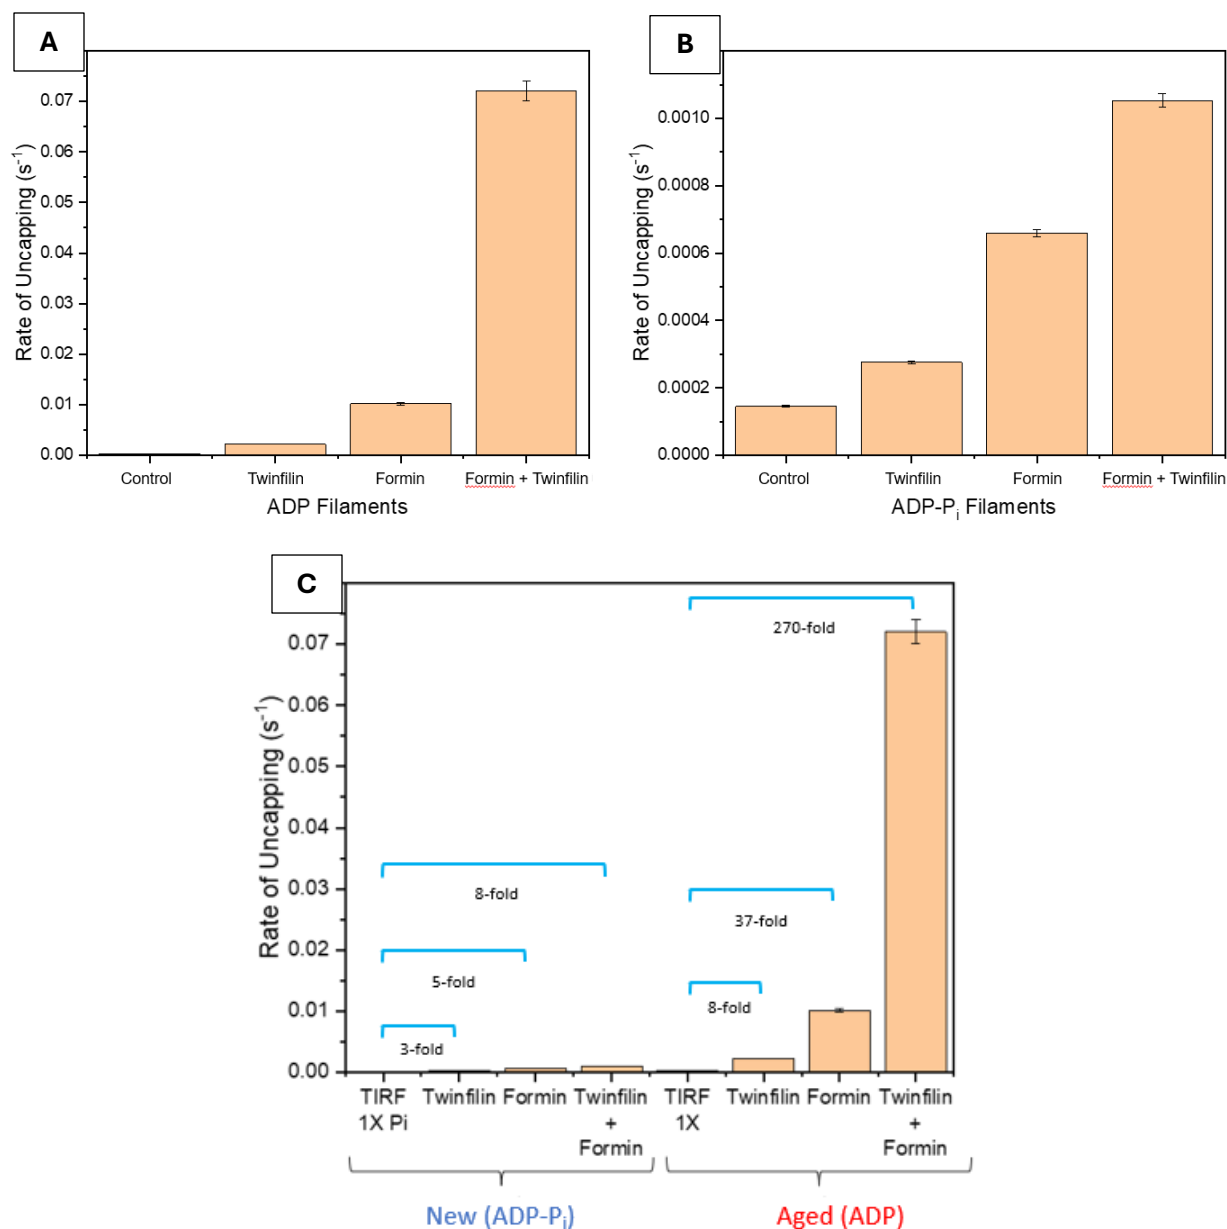 A
Rate of Uncapping (s⁻¹)
0.07
0.06
0.05
0.04
0.03
0.02
0.01
0.00
Control Twinfilin Formin Formin + Twinfilin
ADP Filaments
B
Rate of Uncapping (s⁻¹)
0.0010
0.0008
0.0006
0.0004
0.0002
0.0000
Control Twinfilin Formin Formin + Twinfilin
ADP-Pᵢ Filaments
C
Rate of Uncapping (s⁻¹)
0.07
0.06
0.05
0.04
0.03
0.02
0.01
0.00
270-fold
8-fold
37-fold
5-fold
8-fold
3-fold
TIRF Twinfilin Formin Twinfilin TIRF Twinfilin Formin Twinfilin
1X Pi + 1X +
Formin Formin
New (ADP-Pᵢ) Aged (ADP)